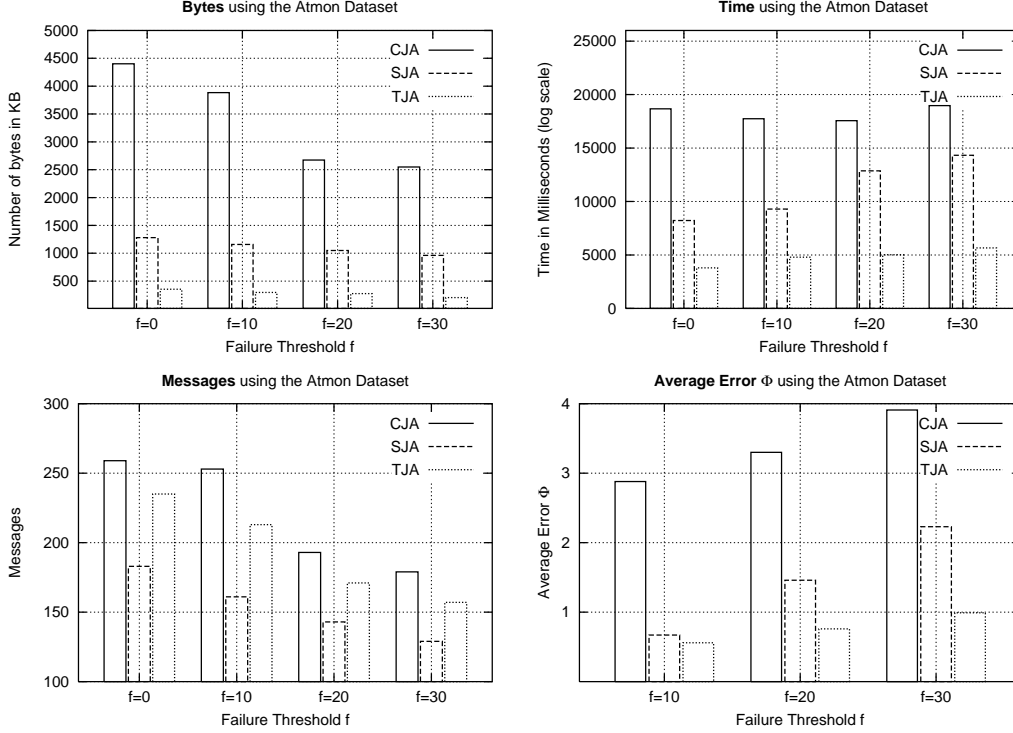 Bytes using the Atmon Dataset
Number of bytes in KB
5000
4500
4000
3500
3000
2500
2000
1500
1000
500
CJA
SJA
TJA
f=0
f=10
f=20
f=30
Failure Threshold f
Time using the Atmon Dataset
Time in Milliseconds (log scale)
25000
20000
15000
10000
5000
0
CJA
SJA
TJA
f=0
f=10
f=20
f=30
Failure Threshold f
Messages using the Atmon Dataset
Messages
300
250
200
150
100
CJA
SJA
TJA
f=0
f=10
f=20
f=30
Failure Threshold f
Average Error Φ using the Atmon Dataset
Average Error Φ
4
3
2
1
CJA
SJA
TJA
f=10
f=20
f=30
Failure Threshold f